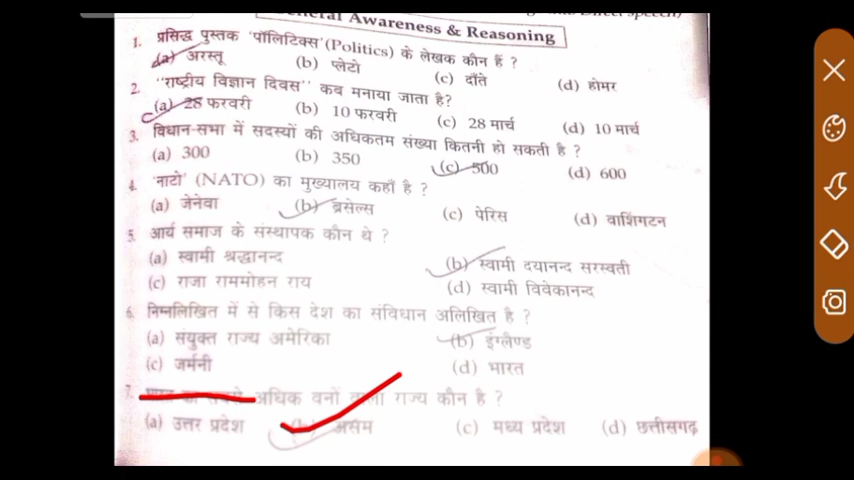 General Awareness & Reasoning
1. प्रसिद्ध पुस्तक 'पॉलिटिक्स' (Politics) के लेखक कौन हैं ?
(a) अरस्तू (b) प्लेटो (c) दाँते (d) होमर
2. "राष्ट्रीय विज्ञान दिवस" कब मनाया जाता है?
(a) 28 फरवरी (b) 10 फरवरी (c) 28 मार्च (d) 10 मार्च
3. विधान-सभा में सदस्यों की अधिकतम संख्या कितनी हो सकती है ?
(a) 300 (b) 350 (c) 500 (d) 600
4. 'नाटो' (NATO) का मुख्यालय कहाँ है ?
(a) जेनेवा (b) ब्रसेल्स (c) पेरिस (d) वाशिंगटन
5. आर्य समाज के संस्थापक कौन थे ?
(a) स्वामी श्रद्धानन्द (b) स्वामी दयानन्द सरस्वती
(c) राजा राममोहन राय (d) स्वामी विवेकानन्द
6. निम्नलिखित में से किस देश का संविधान अलिखित है ?
(a) संयुक्त राज्य अमेरिका (b) इंग्लैण्ड
(c) जर्मनी (d) भारत
7. अधिक वनों वाला राज्य कौन है ?
(a) उत्तर प्रदेश (b) असम (c) मध्य प्रदेश (d) छत्तीसगढ़